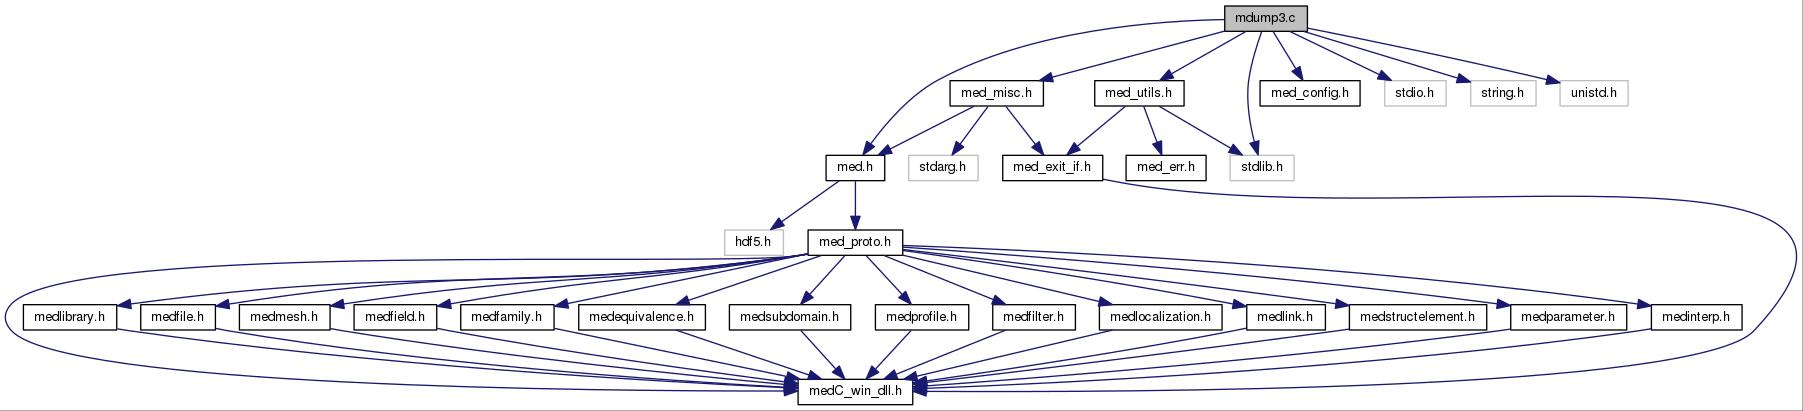 mdump3.c
med_misc.h
med_utils.h
med_config.h
stdio.h
string.h
unistd.h
med.h
stdarg.h
med_exit_if.h
med_err.h
stdlib.h
hdf5.h
med_proto.h
medlibrary.h
medfile.h
medmesh.h
medfield.h
medfamily.h
medequivalence.h
medsubdomain.h
medprofile.h
medfilter.h
medlocalization.h
medlink.h
medstructelement.h
medparameter.h
medinterp.h
medC_win_dll.h